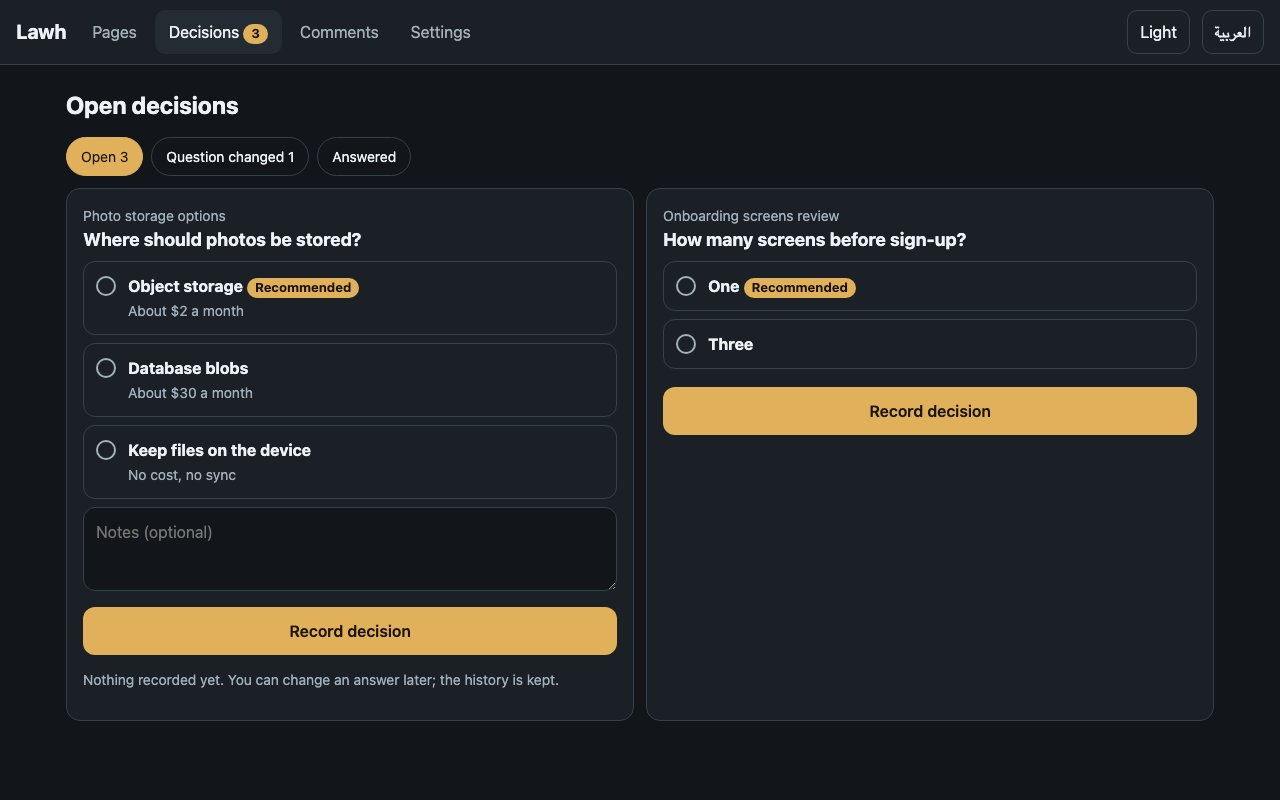 Lawh Pages Decisions 3 Comments Settings Light العربية
Open decisions
Open 3 Question changed 1 Answered
Photo storage options
Where should photos be stored?
Object storage Recommended
About $2 a month
Database blobs
About $30 a month
Keep files on the device
No cost, no sync
Notes (optional)
Record decision
Nothing recorded yet. You can change an answer later; the history is kept.
Onboarding screens review
How many screens before sign-up?
One Recommended
Three
Record decision